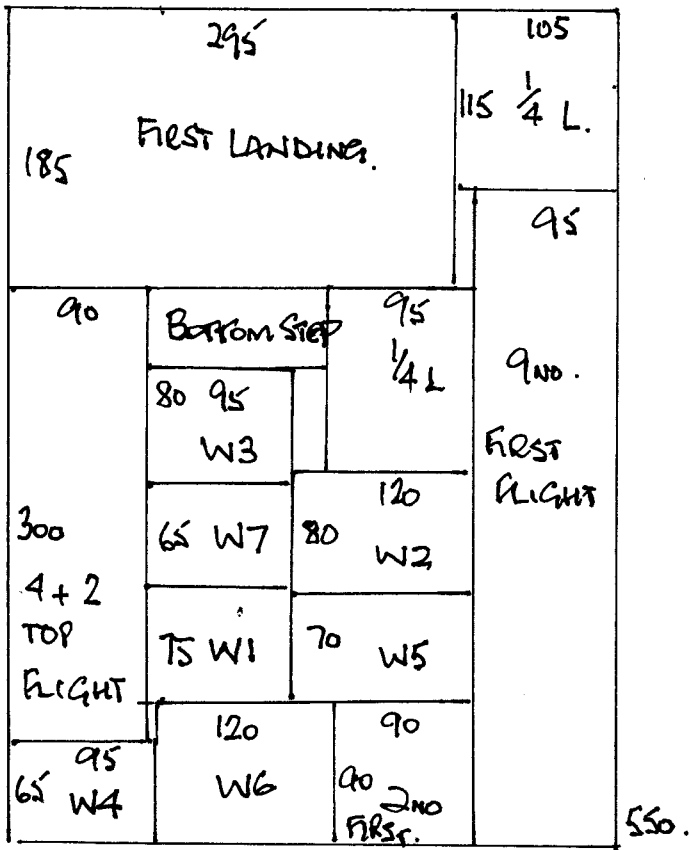 295
FIRST LANDING.
185
105
115 1/4 L.
95
9 NO.
FIRST
FLIGHT
90
300
4 + 2
TOP
FLIGHT
BOTTOM STEP
95
1/4 L
80 95
W3
65 W7
75 W1
120
80 W2
70 W5
95
65 W4
120
W6
90
90 2NO
FIRST.
550.